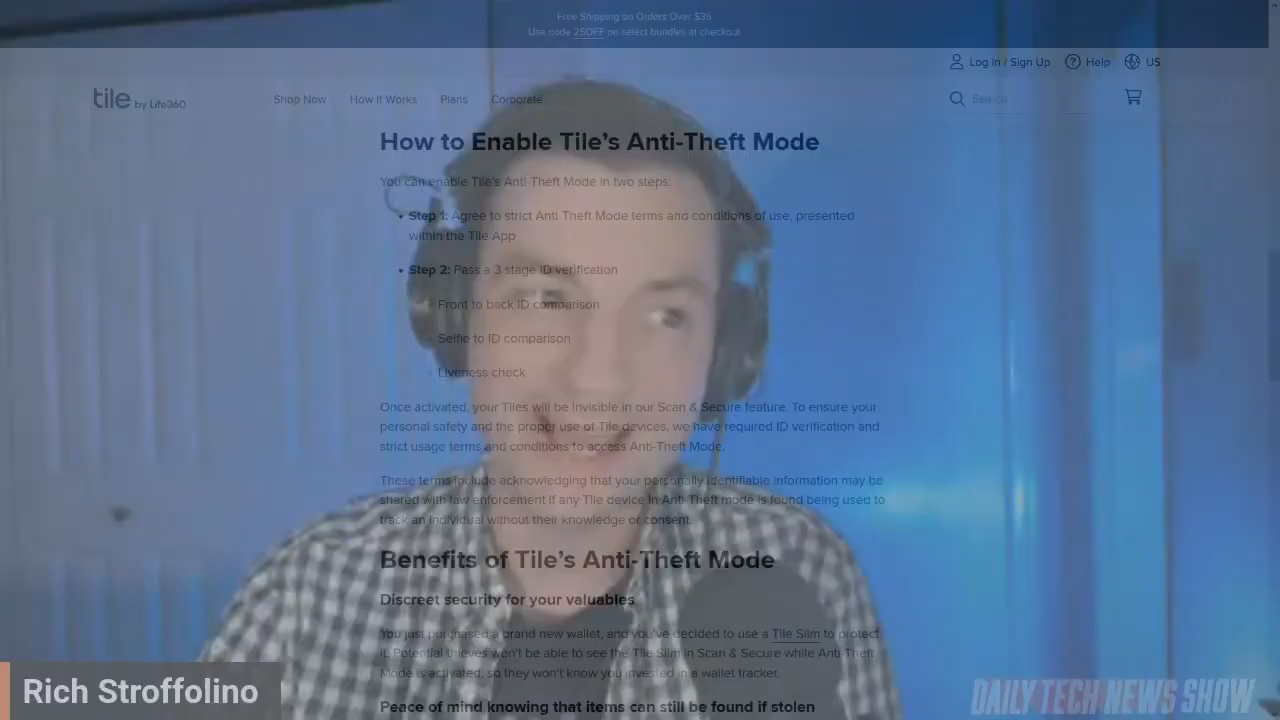 Free Shipping on Orders Over $35
Use code 25OFF on select bundles at checkout
Log In / Sign Up
Help
US
tile by Life360
Shop Now
How It Works
Plans
Corporate
Search
How to Enable Tile's Anti-Theft Mode
You can enable Tile's Anti-Theft Mode in two steps:
• Step 1: Agree to strict Anti Theft Mode terms and conditions of use, presented
within the Tile App
• Step 2: Pass a 3 stage ID verification
Front to back ID comparison
Selfie to ID comparison
◦ Liveness check
Once activated, your Tiles will be invisible in our Scan & Secure feature. To ensure your
personal safety and the proper use of Tile devices, we have required ID verification and
strict usage terms and conditions to access Anti-Theft Mode.
These terms include acknowledging that your personally identifiable information may be
shared with law enforcement if any Tile device in Anti-Theft mode is found being used to
track an individual without their knowledge or consent.
Benefits of Tile's Anti-Theft Mode
Discreet security for your valuables
You just purchased a brand new wallet, and you've decided to use a Tile Slim to protect
it. Potential thieves won't be able to see the Tile Slim in Scan & Secure while Anti-Theft
Mode is activated, so they won't know you invested in a wallet tracker.
Peace of mind knowing that items can still be found if stolen
Rich Stroffolino
DAILY TECH NEWS SHOW